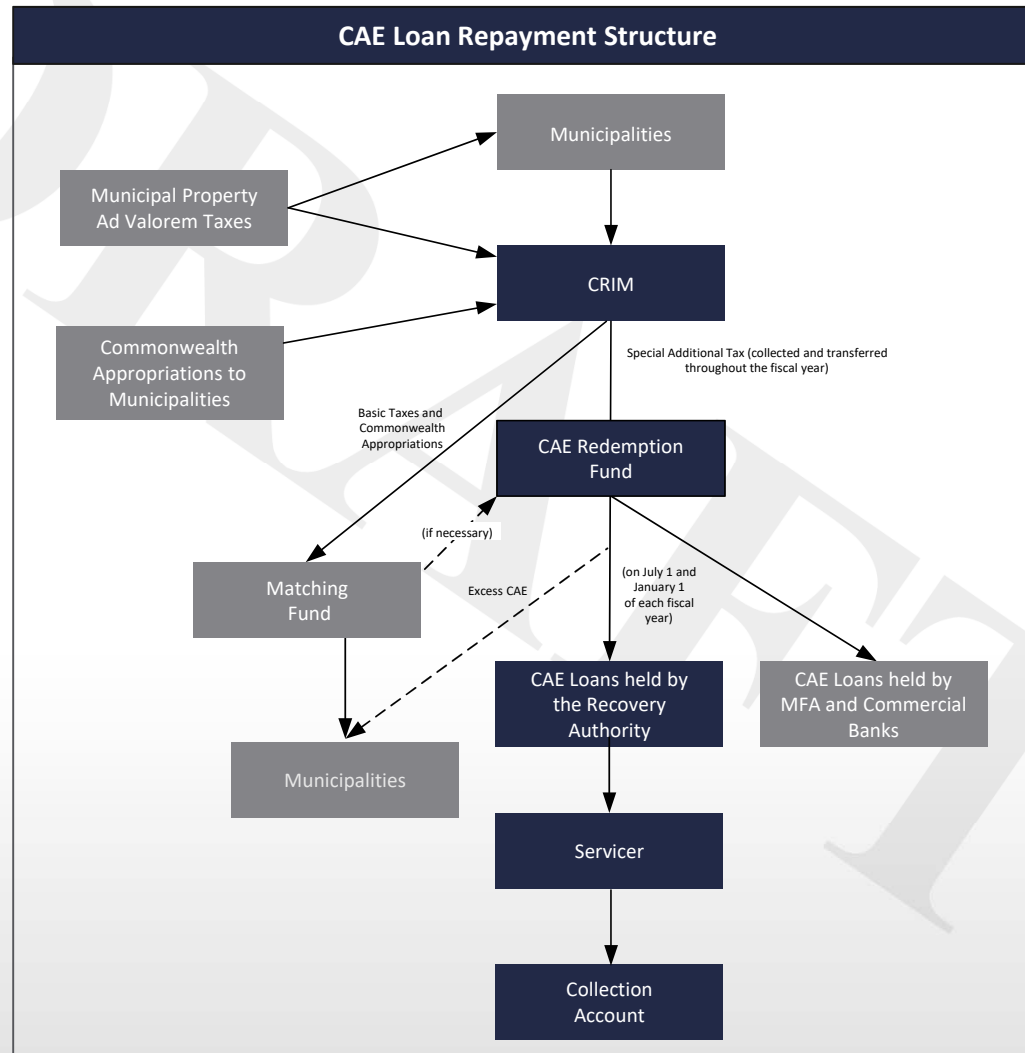 CAE Loan Repayment Structure
Municipalities
Municipal Property
Ad Valorem Taxes
CRIM
Commonwealth
Appropriations to
Municipalities
Special Additional Tax (collected and transferred
throughout the fiscal year)
Basic Taxes and
Commonwealth
Appropriations
CAE Redemption
Fund
(if necessary)
Matching
Fund
Excess CAE
(on July 1 and
January 1
of each fiscal
year)
CAE Loans held by
the Recovery
Authority
CAE Loans held by
MFA and Commercial
Banks
Municipalities
Servicer
Collection
Account
DRAFT